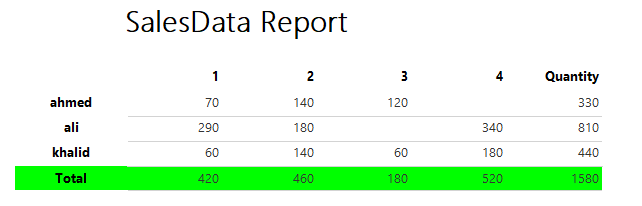 SalesData Report
1 2 3 4 Quantity
ahmed 70 140 120 330
ali 290 180 340 810
khalid 60 140 60 180 440
Total 420 460 180 520 1580